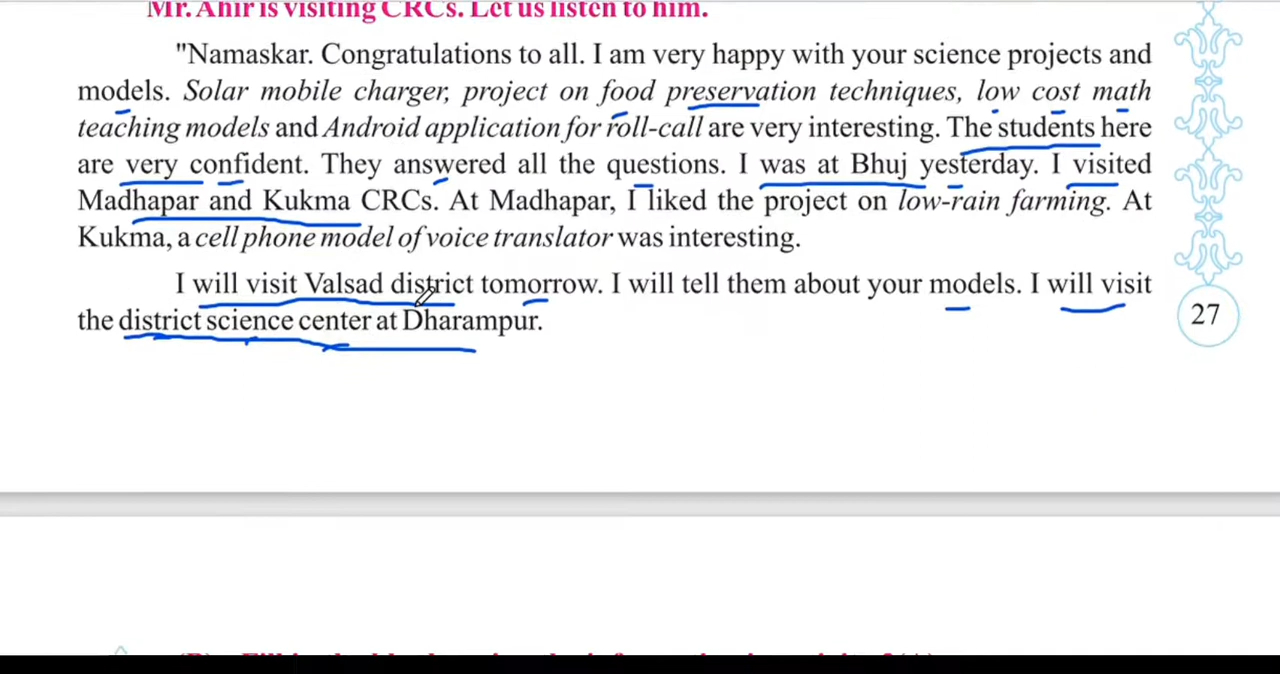 Mr. Ahir is visiting CRCs. Let us listen to him.
"Namaskar. Congratulations to all. I am very happy with your science projects and
models. Solar mobile charger, project on food preservation techniques, low cost math
teaching models and Android application for roll-call are very interesting. The students here
are very confident. They answered all the questions. I was at Bhuj yesterday. I visited
Madhapar and Kukma CRCs. At Madhapar, I liked the project on low-rain farming. At
Kukma, a cell phone model of voice translator was interesting.
I will visit Valsad district tomorrow. I will tell them about your models. I will visit
the district science center at Dharampur.
27